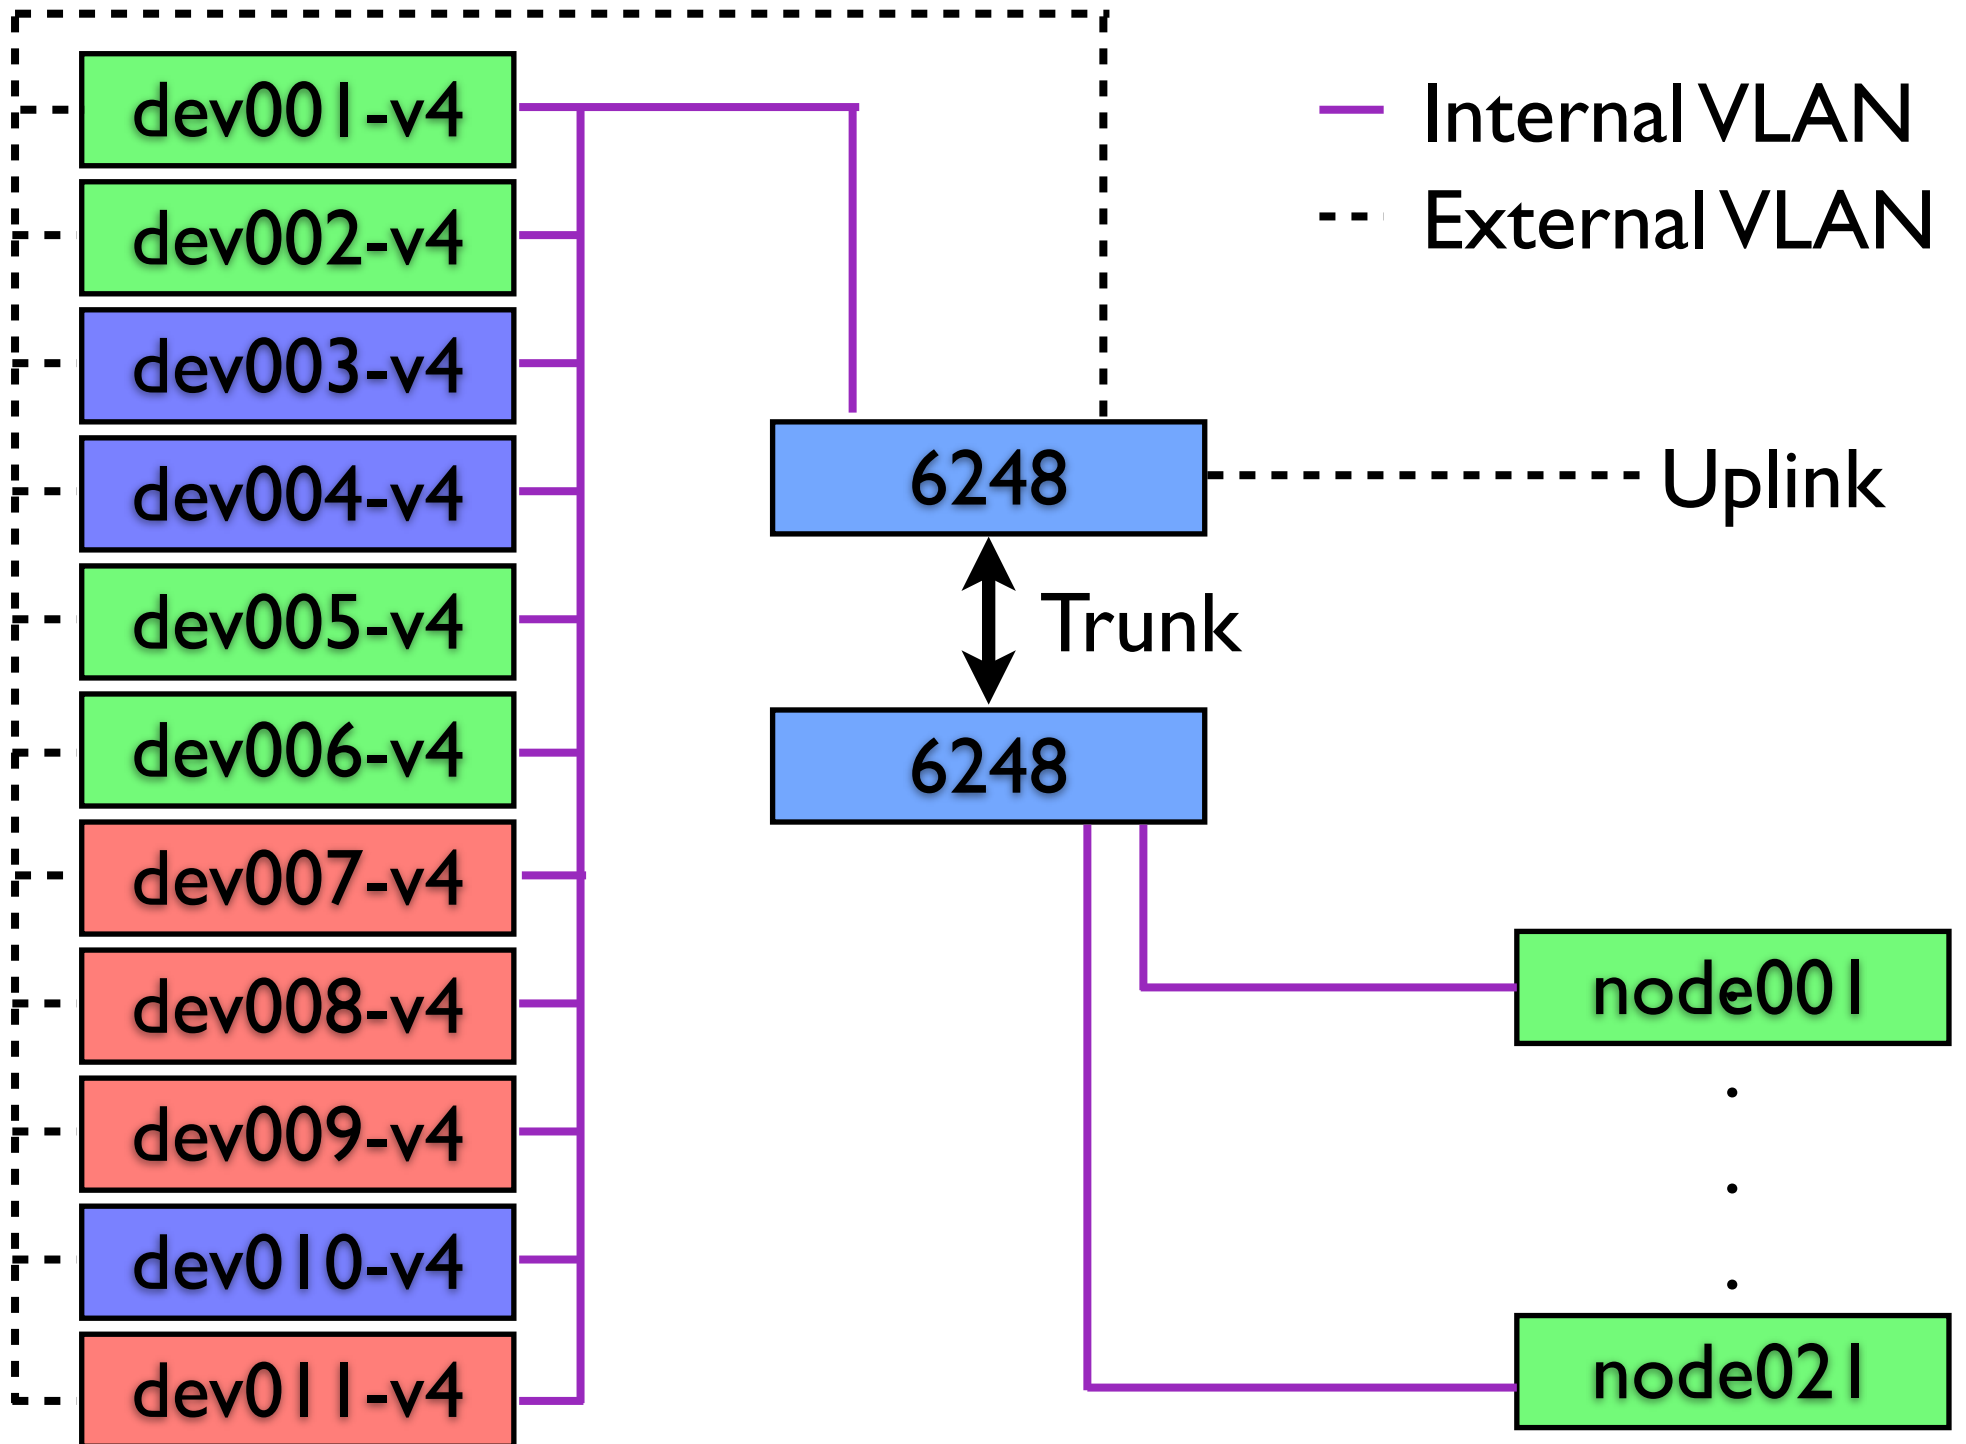 dev001-v4
dev002-v4
dev003-v4
dev004-v4
dev005-v4
dev006-v4
dev007-v4
dev008-v4
dev009-v4
dev010-v4
dev011-v4
Internal VLAN
External VLAN
6248
Uplink
Trunk
6248
node001
node021